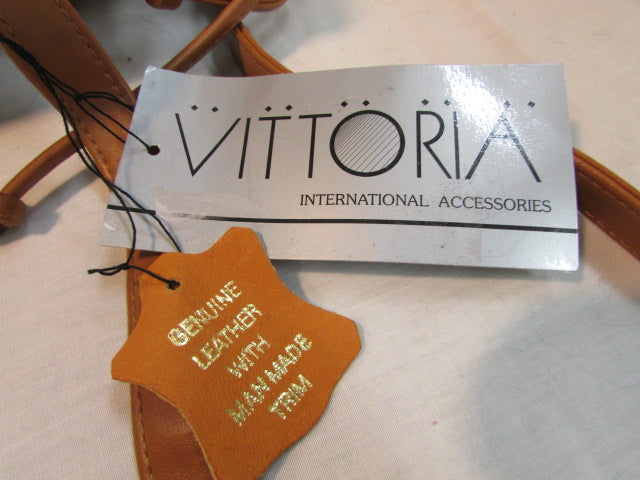 VITTORIA
INTERNATIONAL ACCESSORIES
GENUINE
LEATHER
WITH
MAN MADE
TRIM